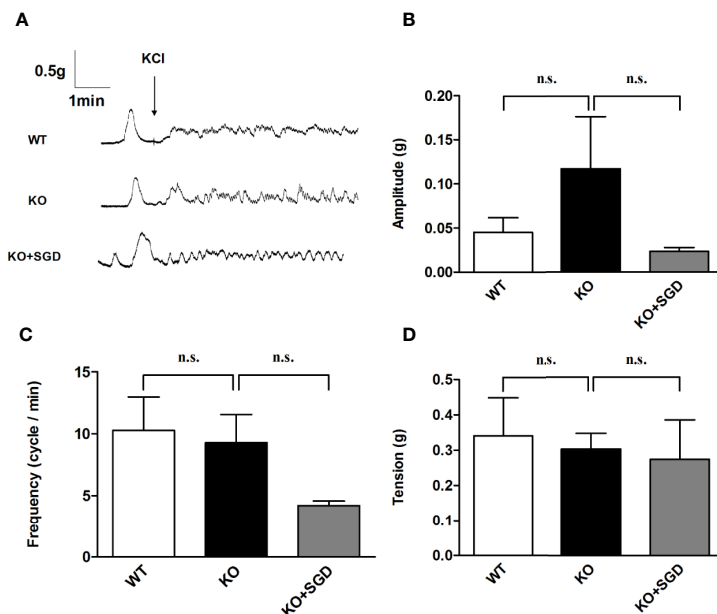 A
0.5g
1min
KCl
WT
KO
KO+SGD
B
n.s. n.s.
Amplitude (g)
0.20
0.15
0.10
0.05
0.00
WT KO KO+SGD
C
n.s. n.s.
Frequency (cycle / min)
15
10
5
0
WT KO KO+SGD
D
n.s. n.s.
Tension (g)
0.5
0.4
0.3
0.2
0.1
0.0
WT KO KO+SGD